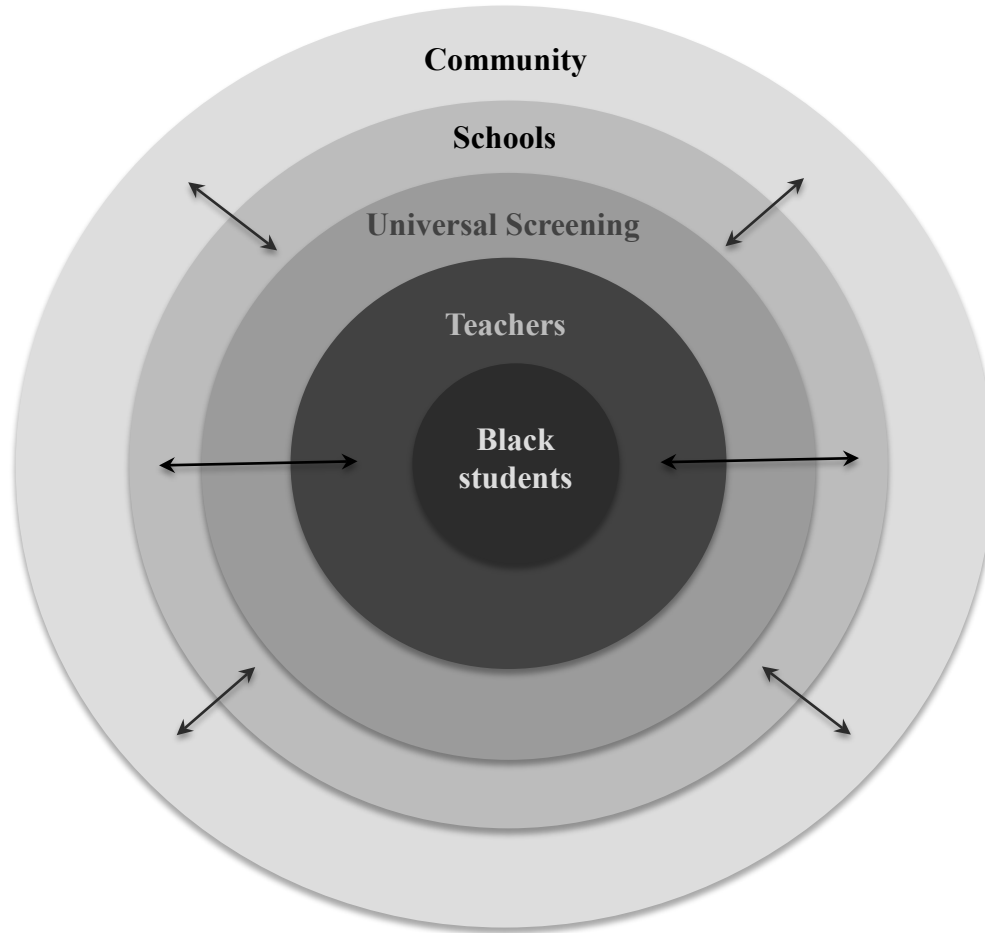 Community
Schools
Universal Screening
Teachers
Black
students